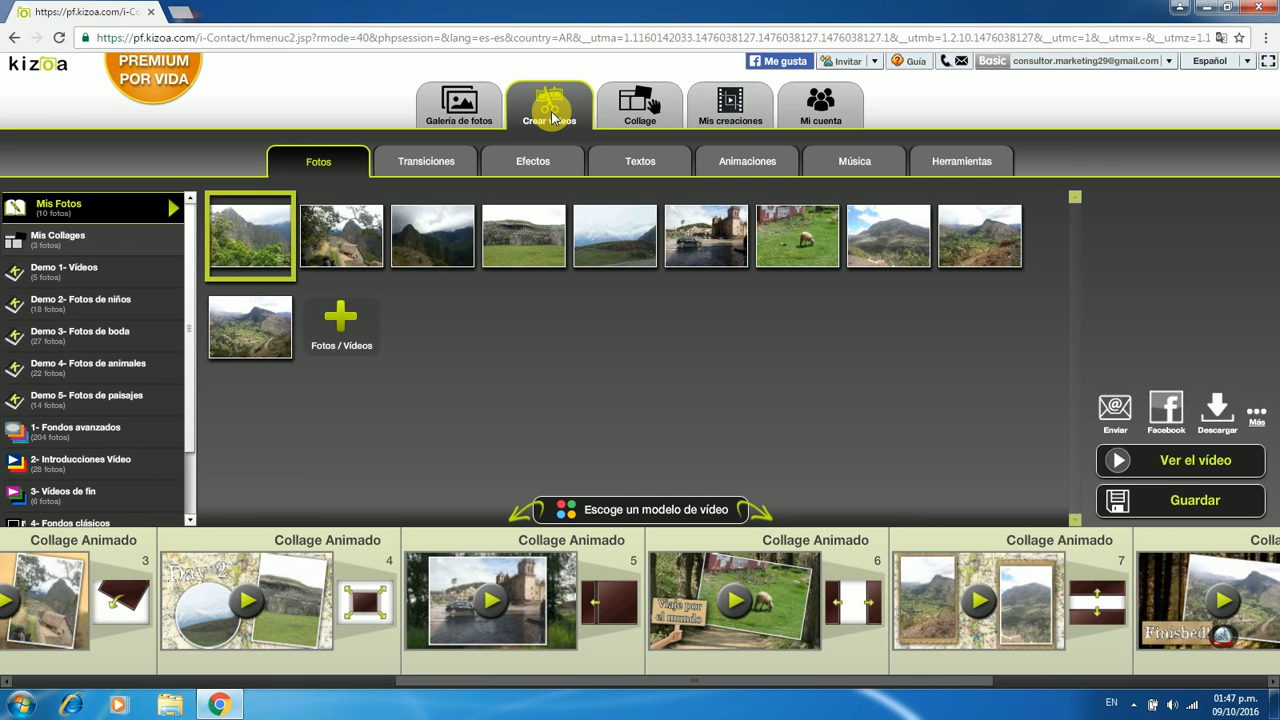 https://pf.kizoa.com/i-Co
https://pf.kizoa.com/i-Contact/hmenuc2.jsp?rmode=40&phpsession=&lang=es-es&country=AR&__utma=1.1160142033.1476038127.1476038127.1476038127.1&__utmb=1.2.10.1476038127&__utmc=1&__utmx=-&__utmz=1.1
kizoa
PREMIUM
POR VIDA
Me gusta
Invitar
Guía
Basic
consultor.marketing29@gmail.com
Español
Galería de fotos
Collage
Mis creaciones
Mi cuenta
Fotos
Transiciones
Efectos
Textos
Animaciones
Música
Herramientas
Mis Fotos
(10 fotos)
Mis Collages
(3 fotos)
Demo 1- Vídeos
(5 fotos)
Demo 2- Fotos de niños
(18 fotos)
Demo 3- Fotos de boda
(27 fotos)
Demo 4- Fotos de animales
(22 fotos)
Demo 5- Fotos de paisajes
(14 fotos)
1- Fondos avanzados
(204 fotos)
2- Introducciones Vídeo
(28 fotos)
3- Vídeos de fin
(6 fotos)
4- Fondos clásicos
Fotos / Vídeos
Enviar
Facebook
Descargar
Más
Ver el vídeo
Guardar
Escoge un modelo de vídeo
Collage Animado 3
Collage Animado 4
Collage Animado 5
Collage Animado 6
Collage Animado 7
Day 2
Viaje por
el mundo
Finished!
EN
01:47 p.m.
09/10/2016